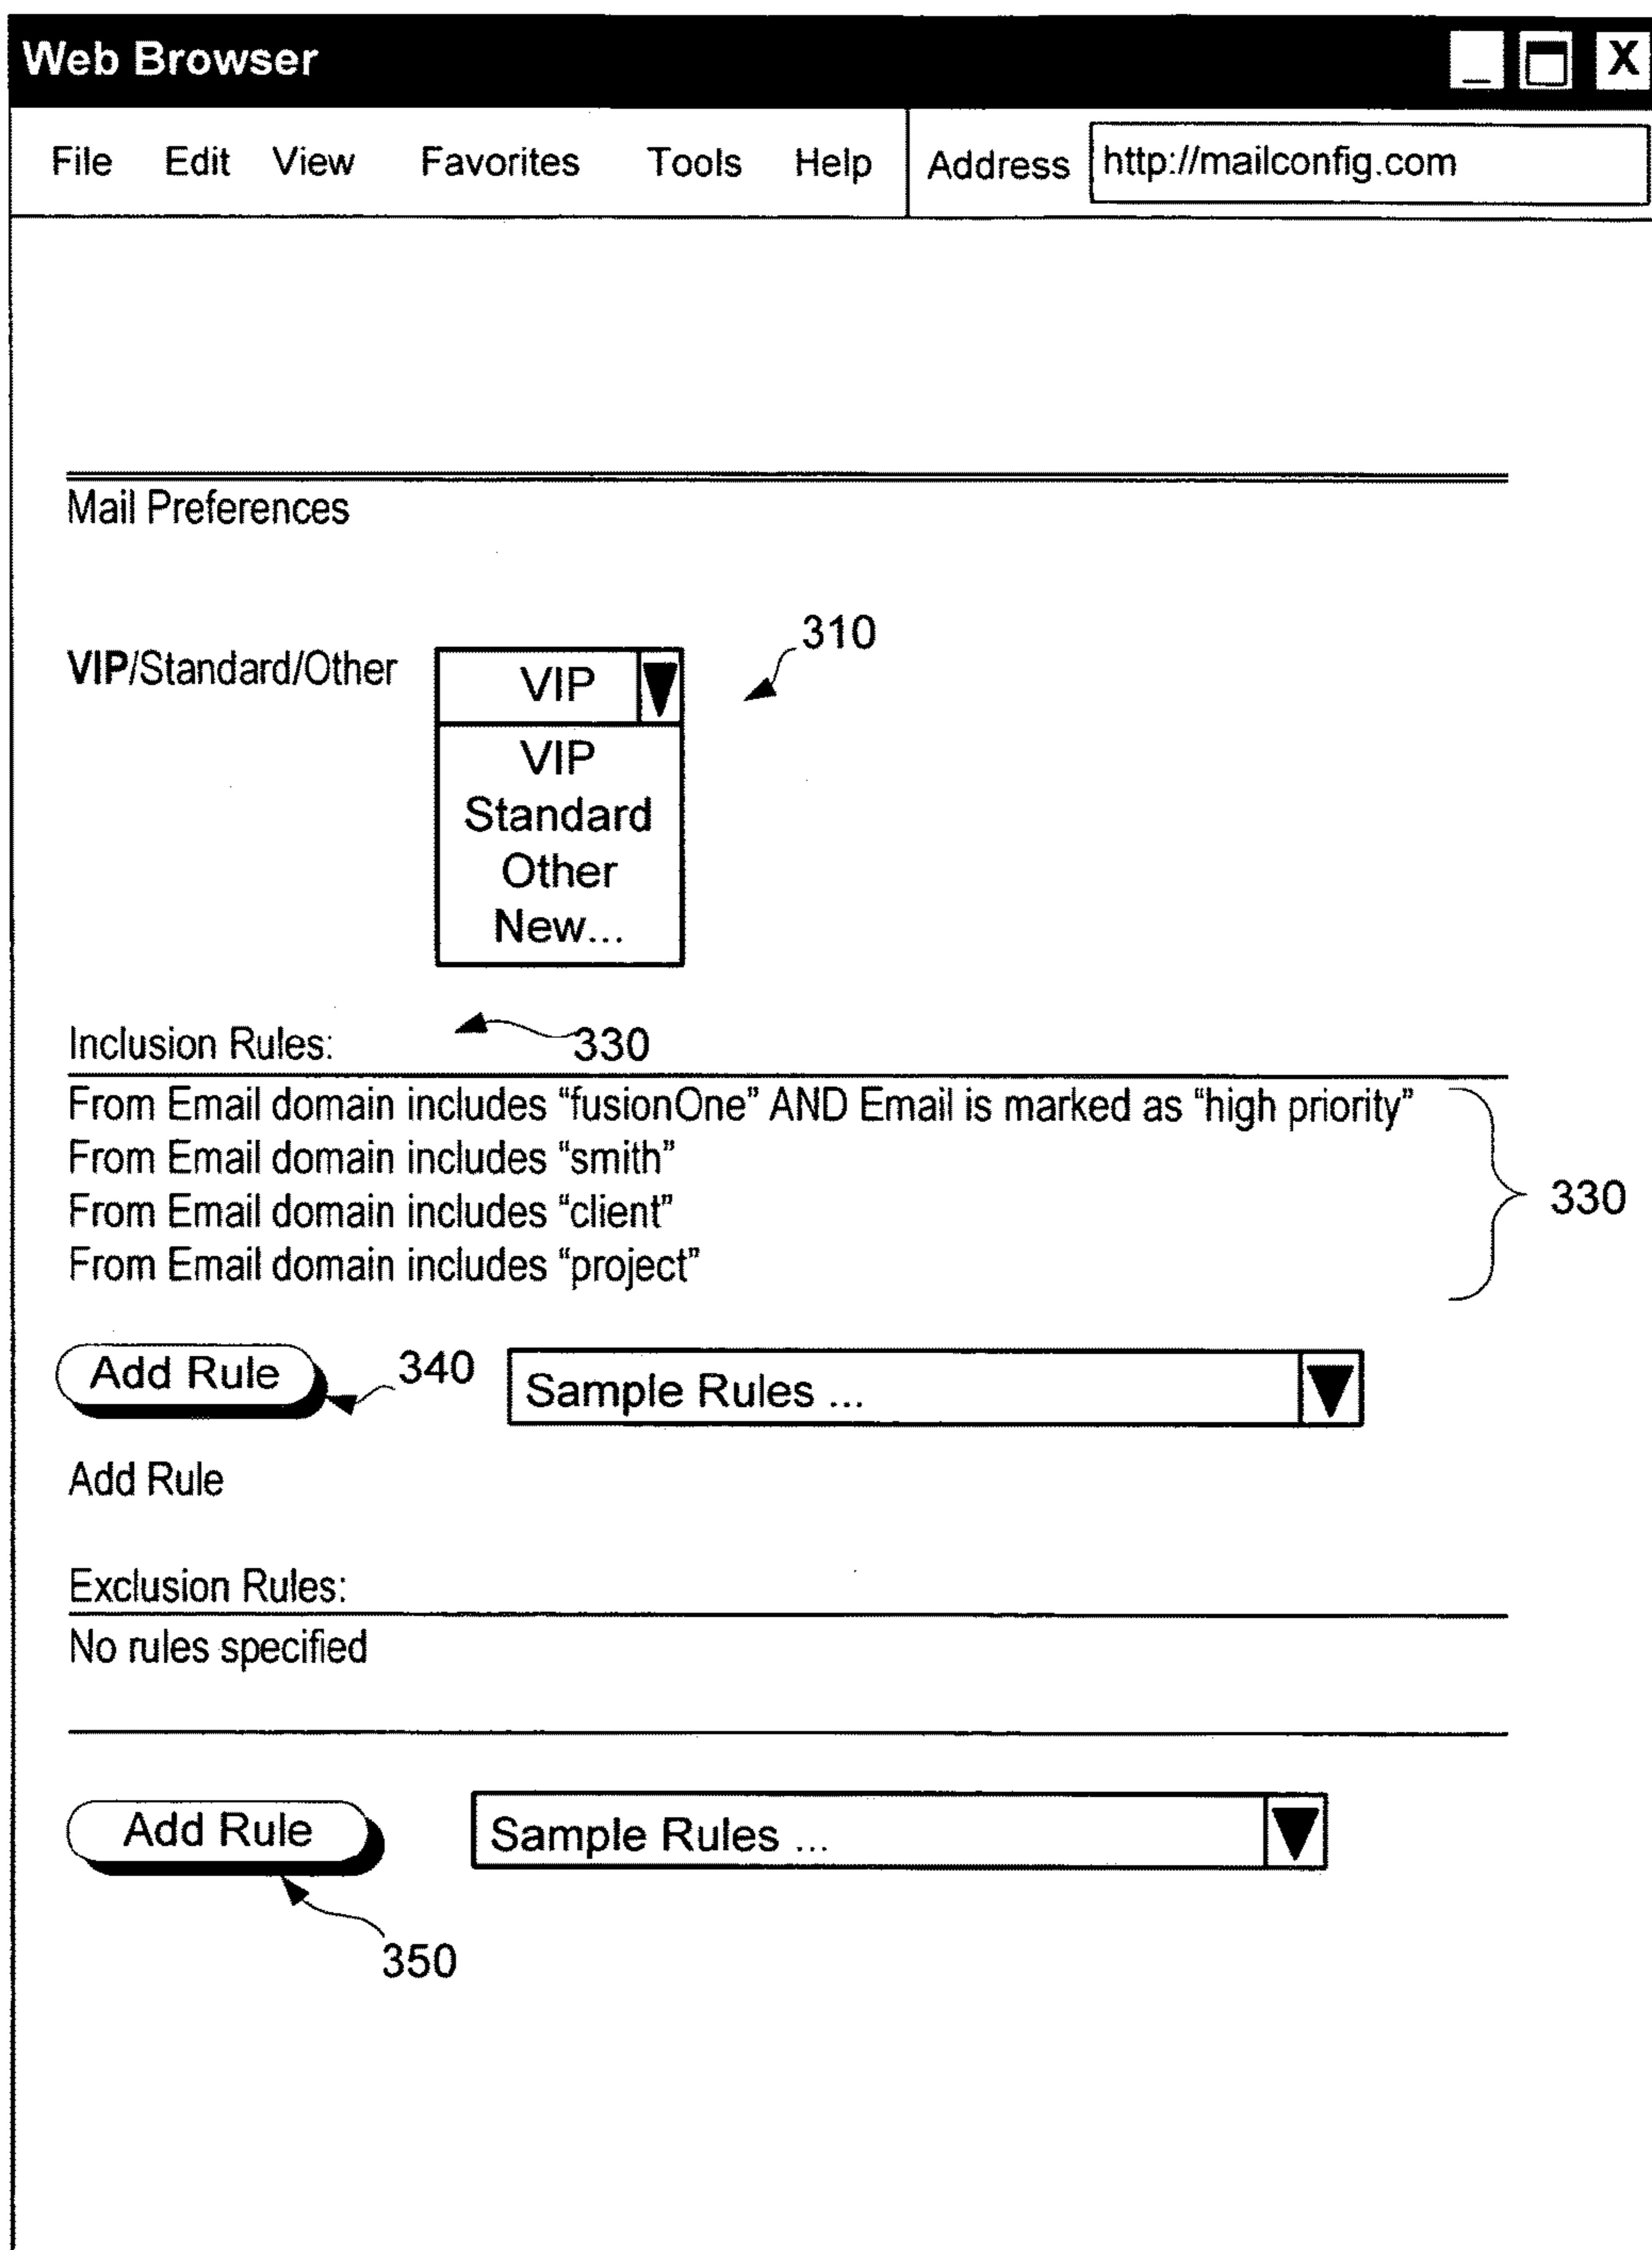 Web Browser _ X
File Edit View Favorites Tools Help Address http://mailconfig.com
Mail Preferences
310
VIP/Standard/Other VIP
VIP
Standard
Other
New...
Inclusion Rules: 330
From Email domain includes “fusionOne” AND Email is marked as “high priority”
From Email domain includes “smith”
From Email domain includes “client”
330
From Email domain includes “project”
Add Rule 340 Sample Rules ...
Add Rule
Exclusion Rules:
No rules specified
Add Rule Sample Rules ...
350